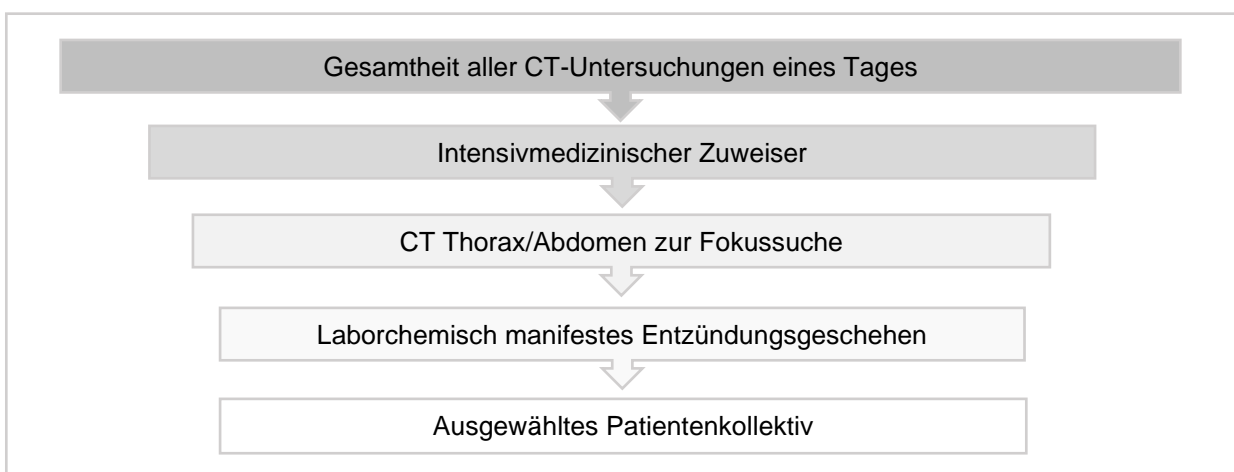 Gesamtheit aller CT-Untersuchungen eines Tages
Intensivmedizinischer Zuweiser
CT Thorax/Abdomen zur Fokussuche
Laborchemisch manifestes Entzündungsgeschehen
Ausgewähltes Patientenkollektiv